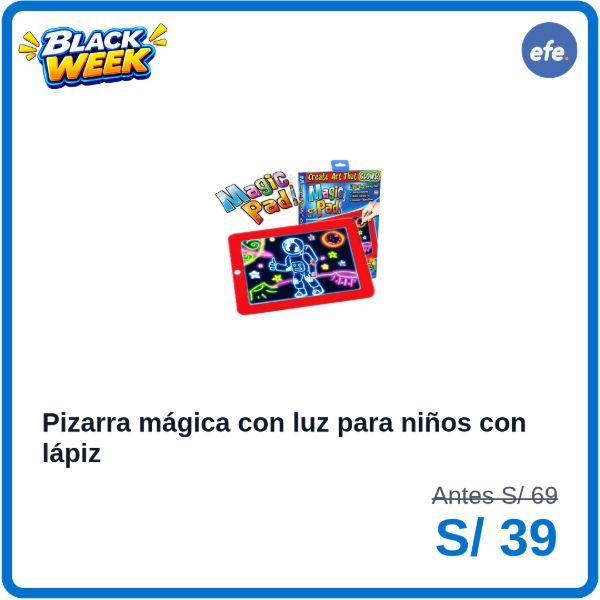 BLACK
WEEK
efe.
Magic
Pad!
Create Art That GLOWS!
Magic
Pad!
Pizarra mágica con luz para niños con
lápiz
Antes S/ 69
S/ 39